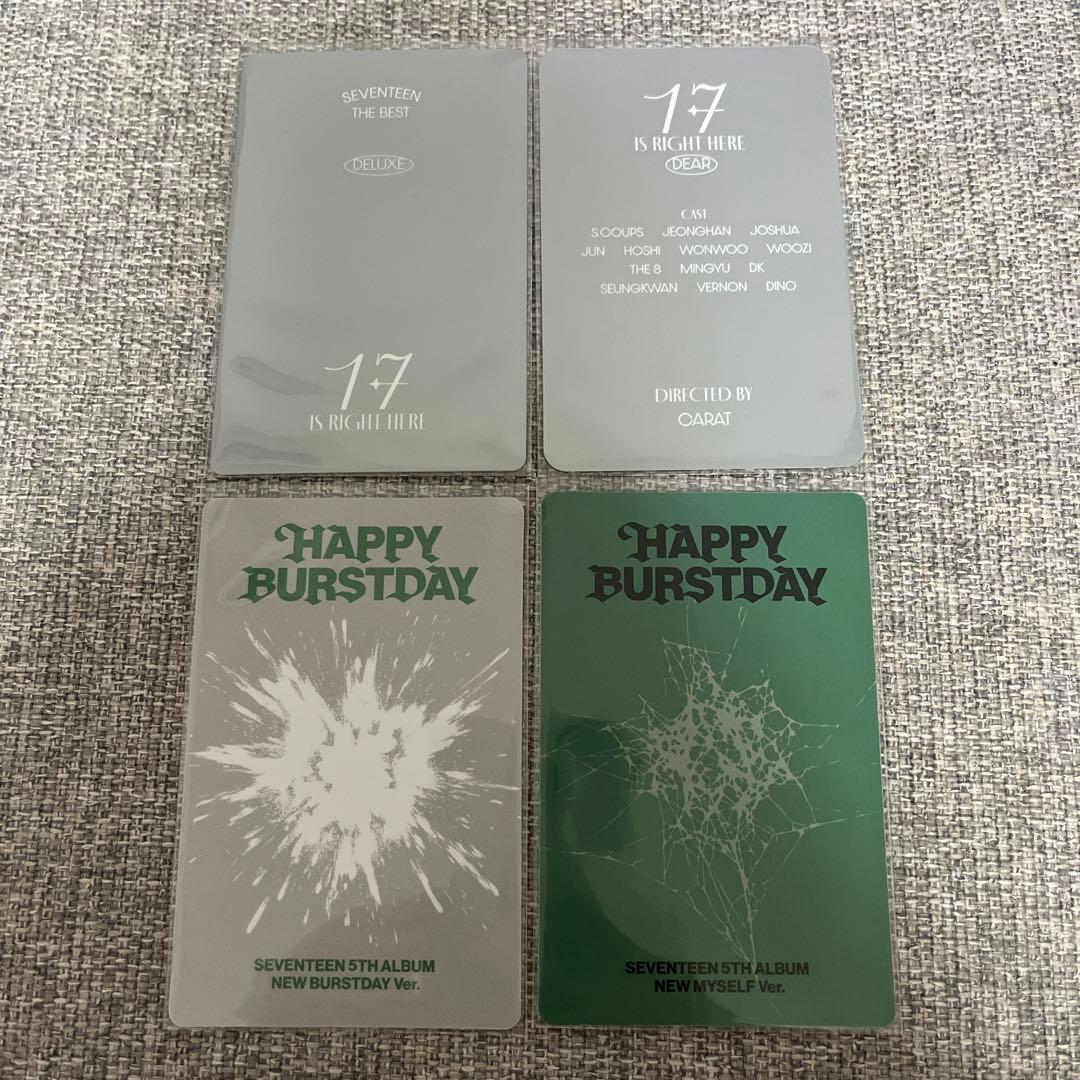 SEVENTEEN
THE BEST
DELUXE
17
IS RIGHT HERE
17
IS RIGHT HERE
DEAR
CAST
S.COUPS JEONGHAN JOSHUA
JUN HOSHI WONWOO WOOZI
THE 8 MINGYU DK
SEUNGKWAN VERNON DINO
DIRECTED BY
CARAT
HAPPY
BURSTDAY
SEVENTEEN 5TH ALBUM
NEW BURSTDAY Ver.
HAPPY
BURSTDAY
SEVENTEEN 5TH ALBUM
NEW MYSELF Ver.